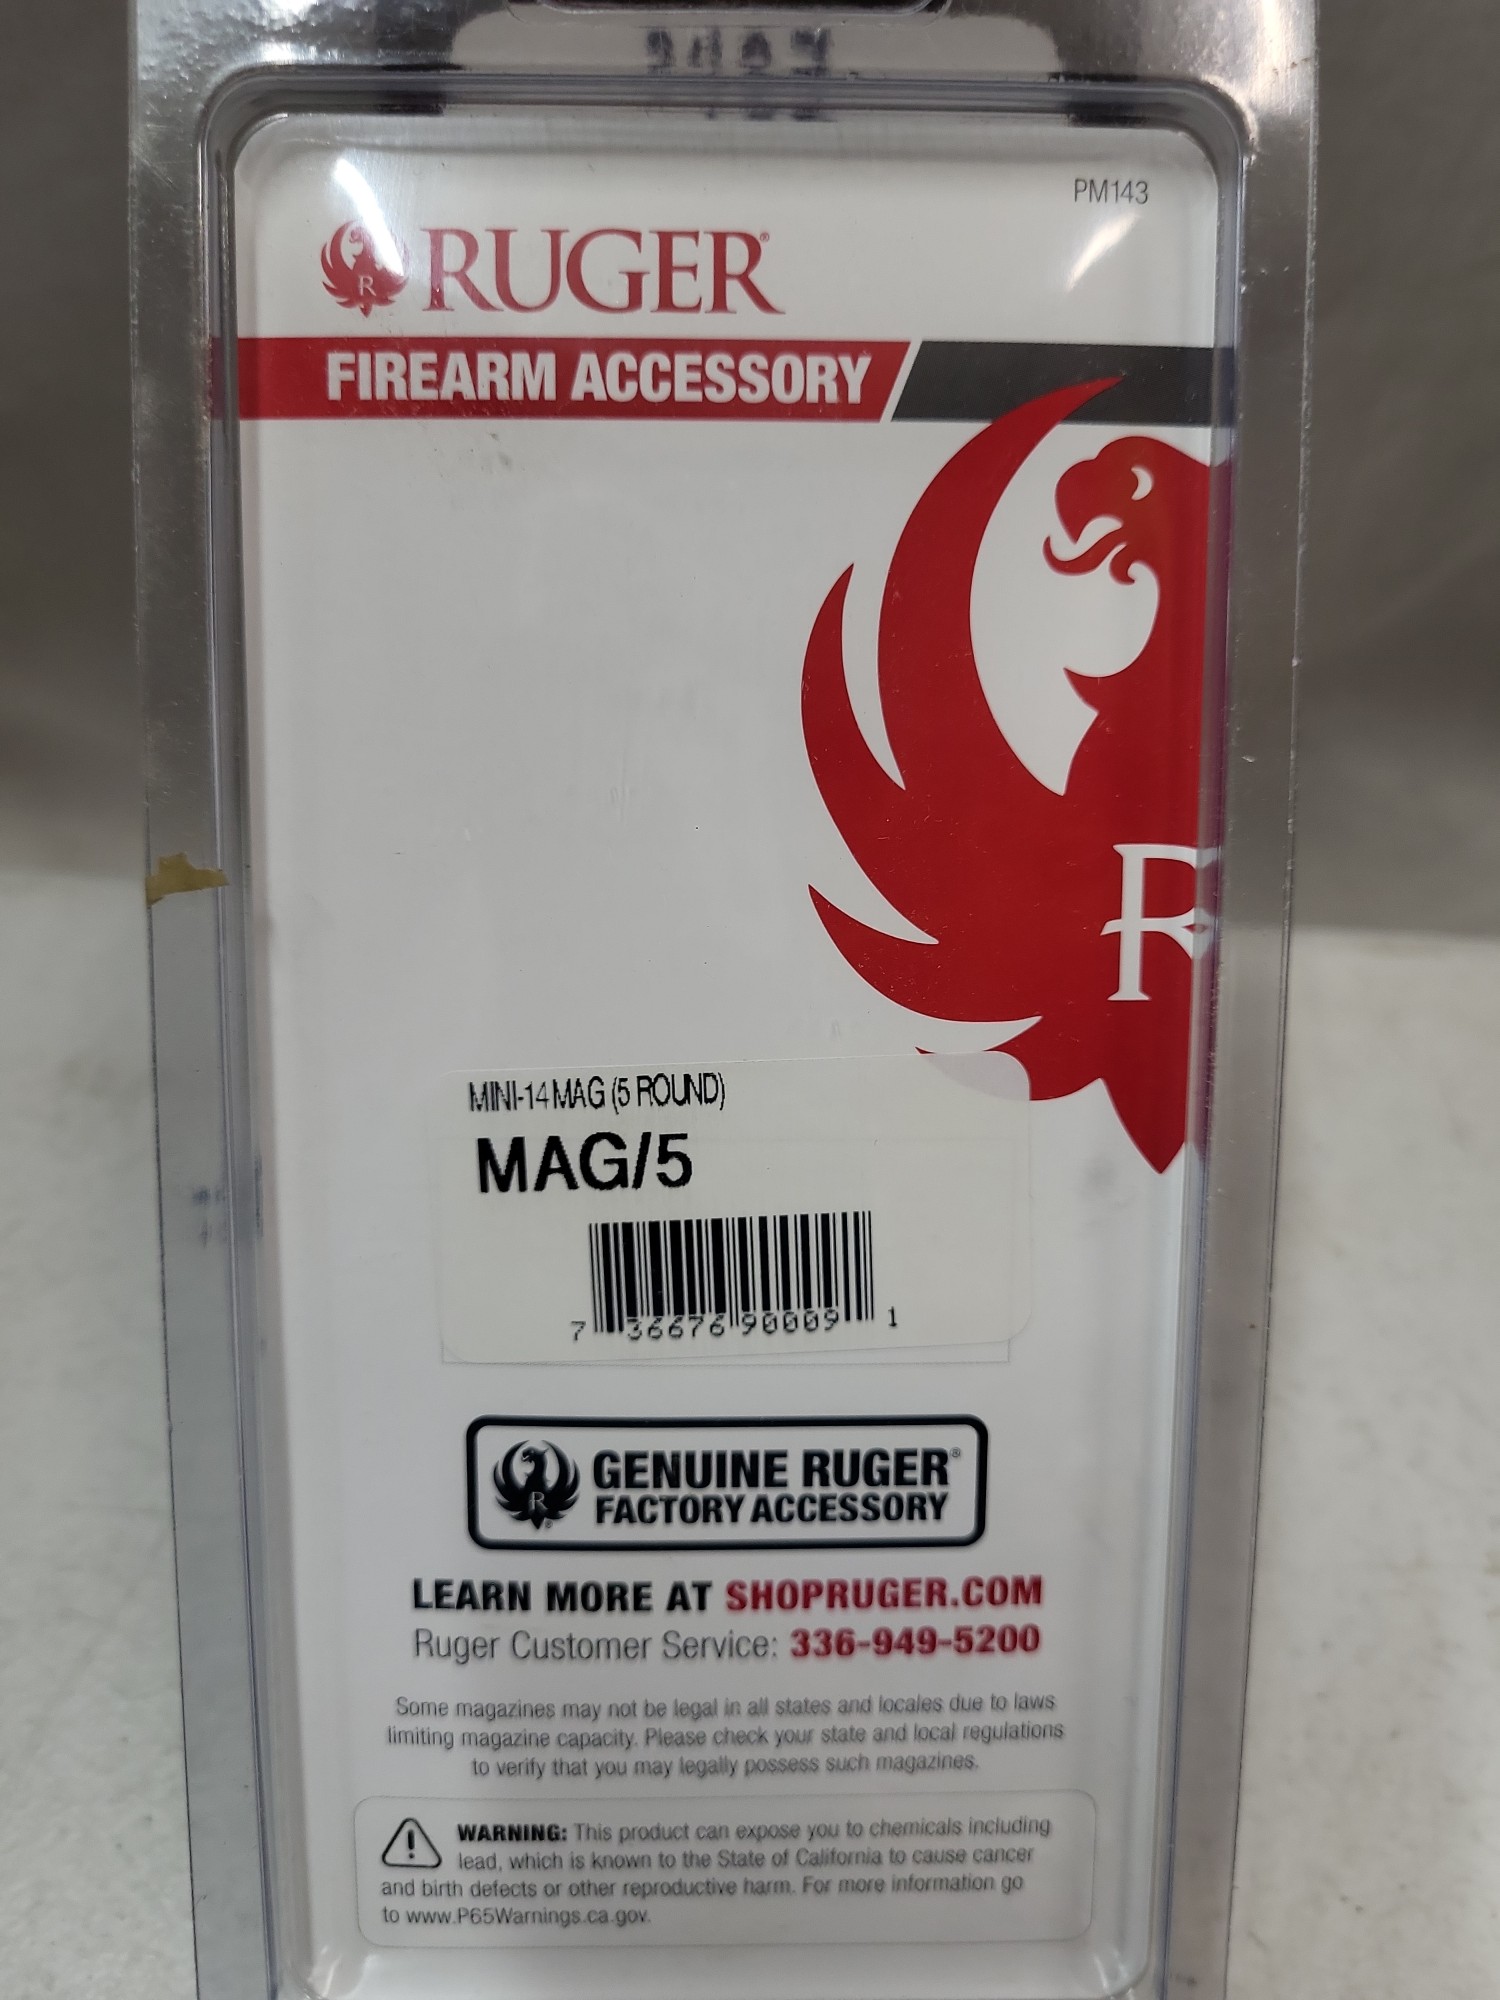 PM143
R RUGER®
FIREARM ACCESSORY
R
MINI-14 MAG (5 ROUND)
MAG/5
7 36676 90009 1
R GENUINE RUGER®
FACTORY ACCESSORY
LEARN MORE AT SHOPRUGER.COM
Ruger Customer Service: 336-949-5200
Some magazines may not be legal in all states and locales due to laws
limiting magazine capacity. Please check your state and local regulations
to verify that you may legally possess such magazines.
WARNING: This product can expose you to chemicals including
lead, which is known to the State of California to cause cancer
and birth defects or other reproductive harm. For more information go
to www.P65Warnings.ca.gov.